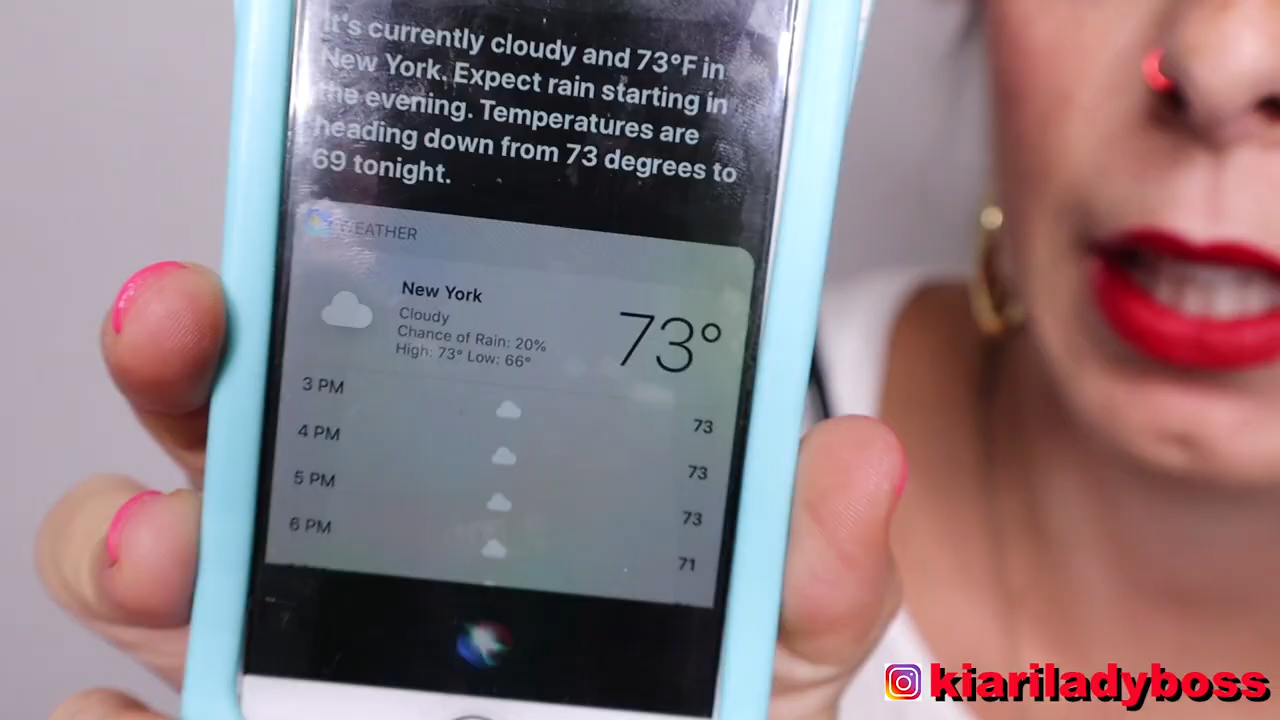 It's currently cloudy and 73°F in
New York. Expect rain starting in
the evening. Temperatures are
heading down from 73 degrees to
69 tonight.
WEATHER
New York
Cloudy
Chance of Rain: 20%
High: 73° Low: 66°
73°
3 PM 73
4 PM 73
5 PM 73
6 PM 71
kiariladyboss